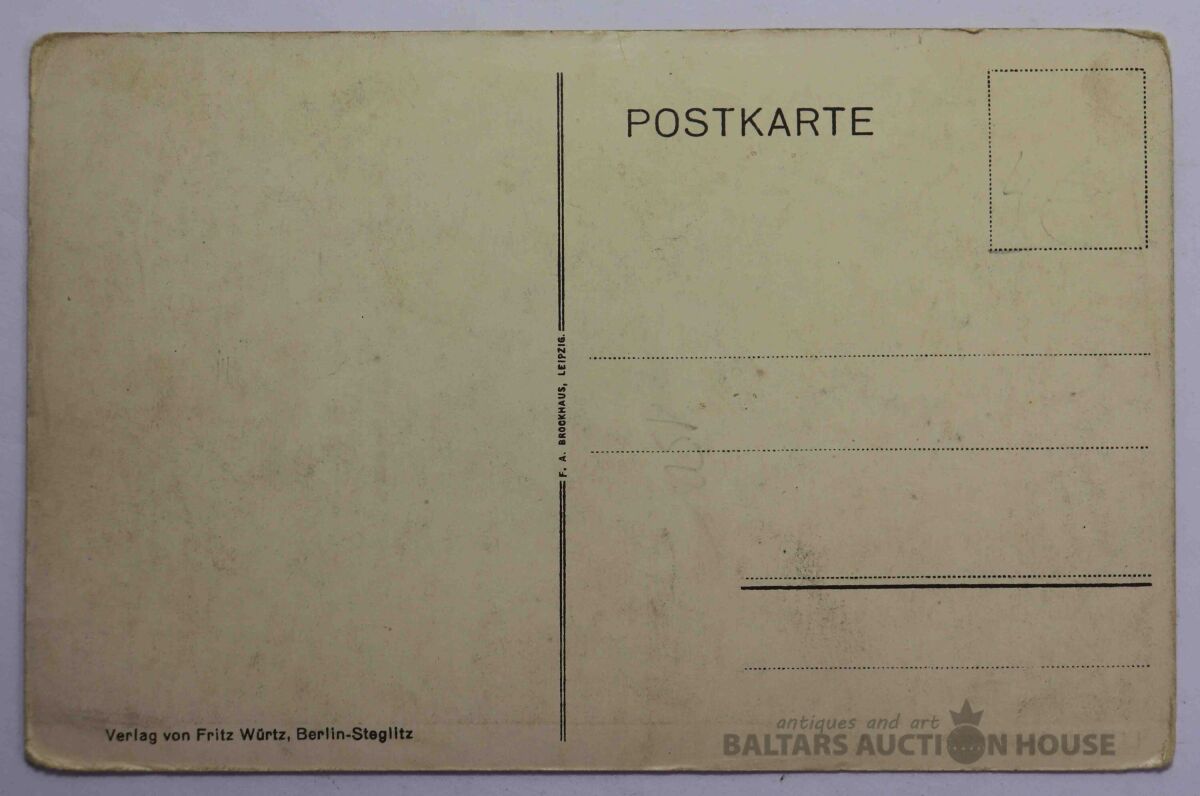 POSTKARTE
F. A. BROCKHAUS, LEIPZIG.
Verlag von Fritz Würtz, Berlin-Steglitz
antiques and art
BALTARS AUCTION HOUSE